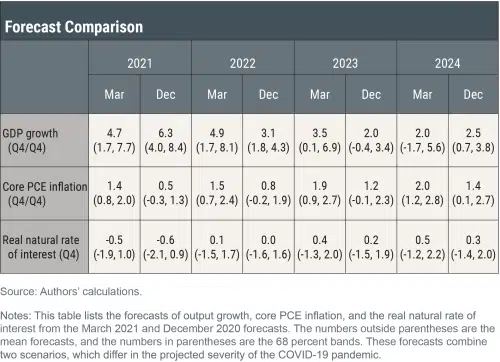 Forecast Comparison
2021 2022 2023 2024
Mar Dec Mar Dec Mar Dec Mar Dec
GDP growth 4.7 6.3 4.9 3.1 3.5 2.0 2.0 2.5
(Q4/Q4) (1.7, 7.7) (4.0, 8.4) (1.7, 8.1) (1.8, 4.3) (0.1, 6.9) (-0.4, 3.4) (-1.7, 5.6) (0.7, 3.8)
Core PCE inflation 1.4 0.5 1.5 0.8 1.9 1.2 2.0 1.4
(Q4/Q4) (0.8, 2.0) (-0.3, 1.3) (0.7, 2.4) (-0.2, 1.9) (0.9, 2.7) (-0.1, 2.3) (1.2, 2.8) (0.1, 2.7)
Real natural rate -0.5 -0.6 0.1 0.0 0.4 0.2 0.5 0.3
of interest (Q4) (-1.9, 1.0) (-2.1, 0.9) (-1.5, 1.7) (-1.6, 1.6) (-1.3, 2.0) (-1.5, 1.9) (-1.2, 2.2) (-1.4, 2.0)
Source: Authors' calculations.
Notes: This table lists the forecasts of output growth, core PCE inflation, and the real natural rate of
interest from the March 2021 and December 2020 forecasts. The numbers outside parentheses are the
mean forecasts, and the numbers in parentheses are the 68 percent bands. These forecasts combine
two scenarios, which differ in the projected severity of the COVID-19 pandemic.